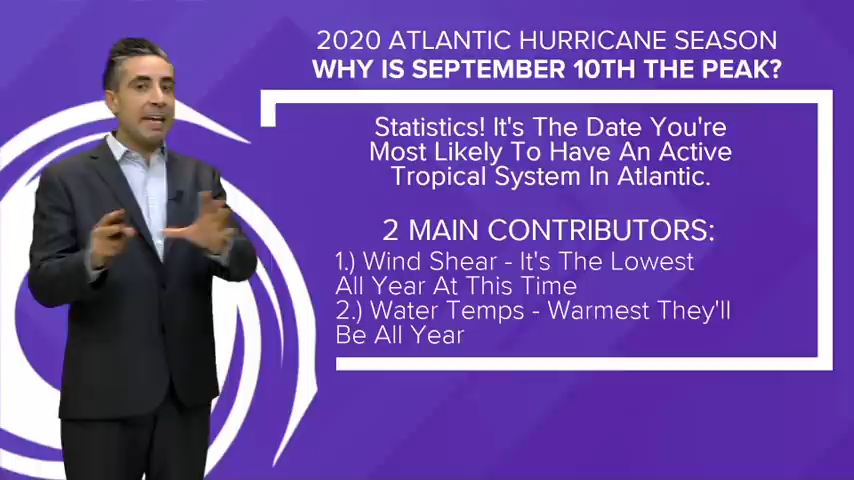 2020 ATLANTIC HURRICANE SEASON
WHY IS SEPTEMBER 10TH THE PEAK?
Statistics! It's The Date You're
Most Likely To Have An Active
Tropical System In Atlantic.
2 MAIN CONTRIBUTORS:
1.) Wind Shear - It's The Lowest
All Year At This Time
2.) Water Temps - Warmest They'll
Be All Year